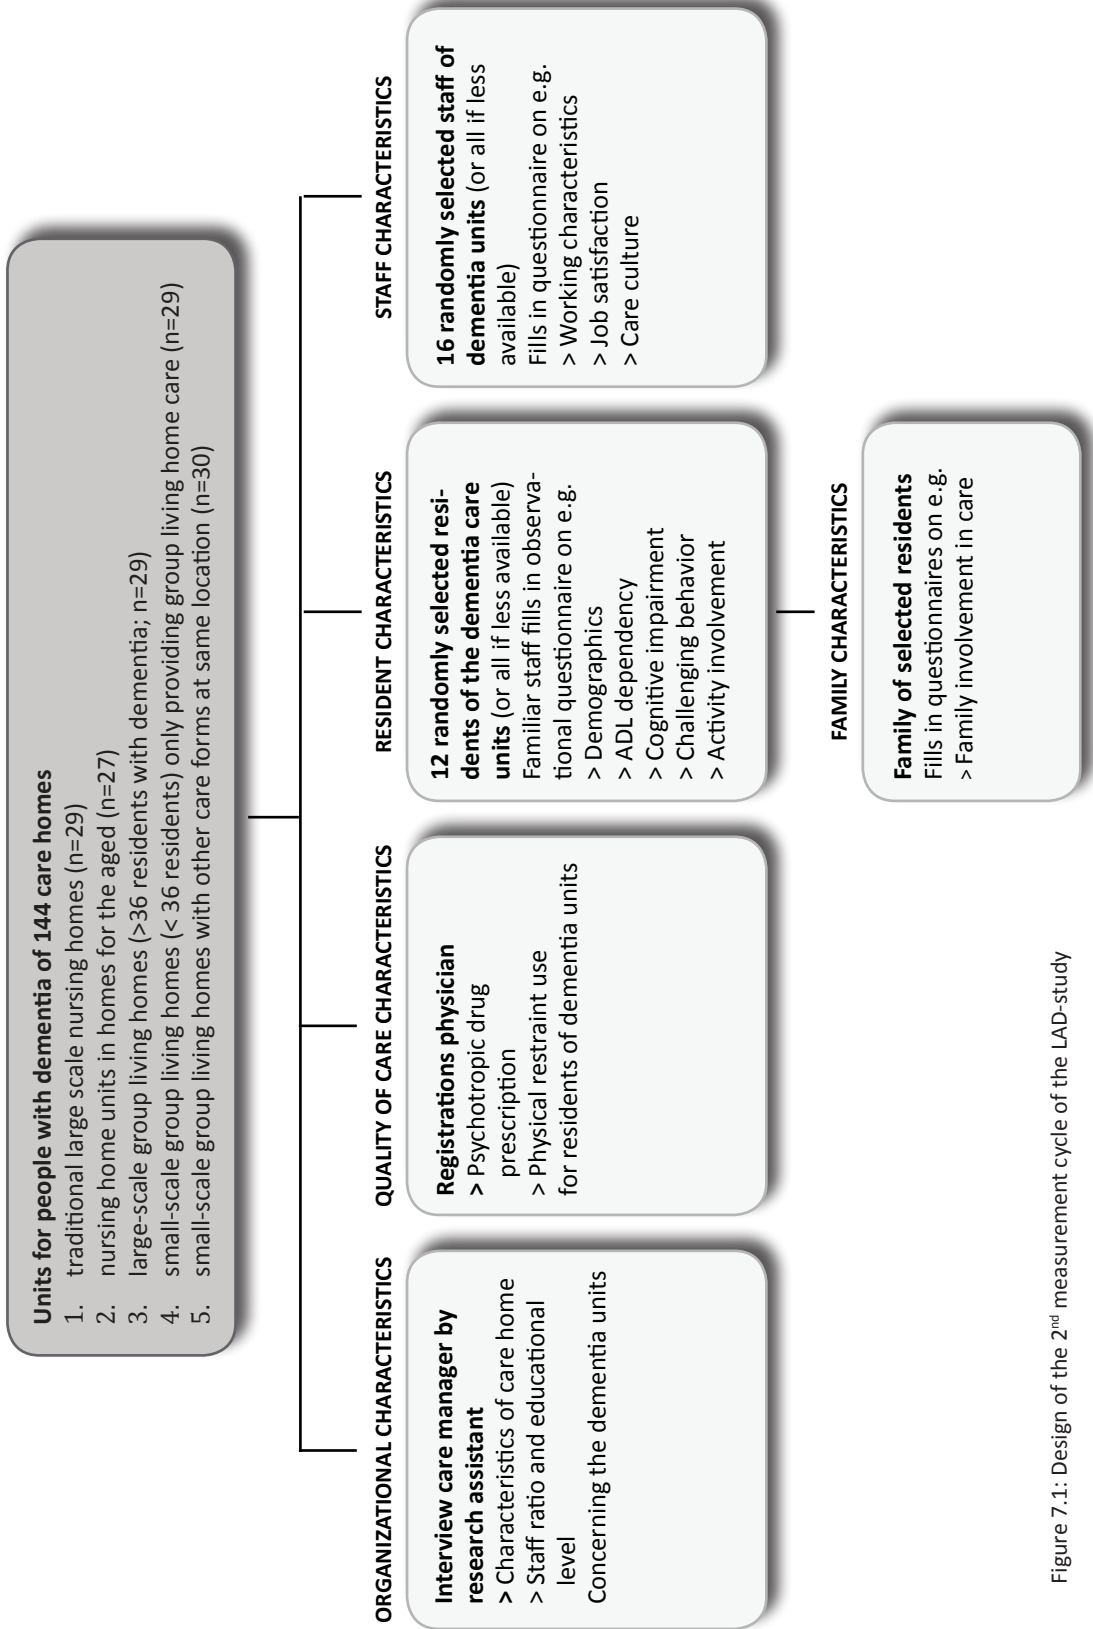 Units for people with dementia of 144 care homes
1. traditional large scale nursing homes (n=29)
2. nursing home units in homes for the aged (n=27)
3. large-scale group living homes (>36 residents with dementia; n=29)
4. small-scale group living homes (< 36 residents) only providing group living home care (n=29)
5. small-scale group living homes with other care forms at same location (n=30)
ORGANIZATIONAL CHARACTERISTICS
Interview care manager by
research assistant
> Characteristics of care home
> Staff ratio and educational
level
Concerning the dementia units
QUALITY OF CARE CHARACTERISTICS
Registrations physician
> Psychotropic drug
prescription
> Physical restraint use
for residents of dementia units
RESIDENT CHARACTERISTICS
12 randomly selected resi-
dents of the dementia care
units (or all if less available)
Familiar staff fills in observa-
tional questionnaire on e.g.
> Demographics
> ADL dependency
> Cognitive impairment
> Challenging behavior
> Activity involvement
STAFF CHARACTERISTICS
16 randomly selected staff of
dementia units (or all if less
available)
Fills in questionnaire on e.g.
> Working characteristics
> Job satisfaction
> Care culture
FAMILY CHARACTERISTICS
Family of selected residents
Fills in questionnaires on e.g.
> Family involvement in care
Figure 7.1: Design of the 2nd measurement cycle of the LAD-study